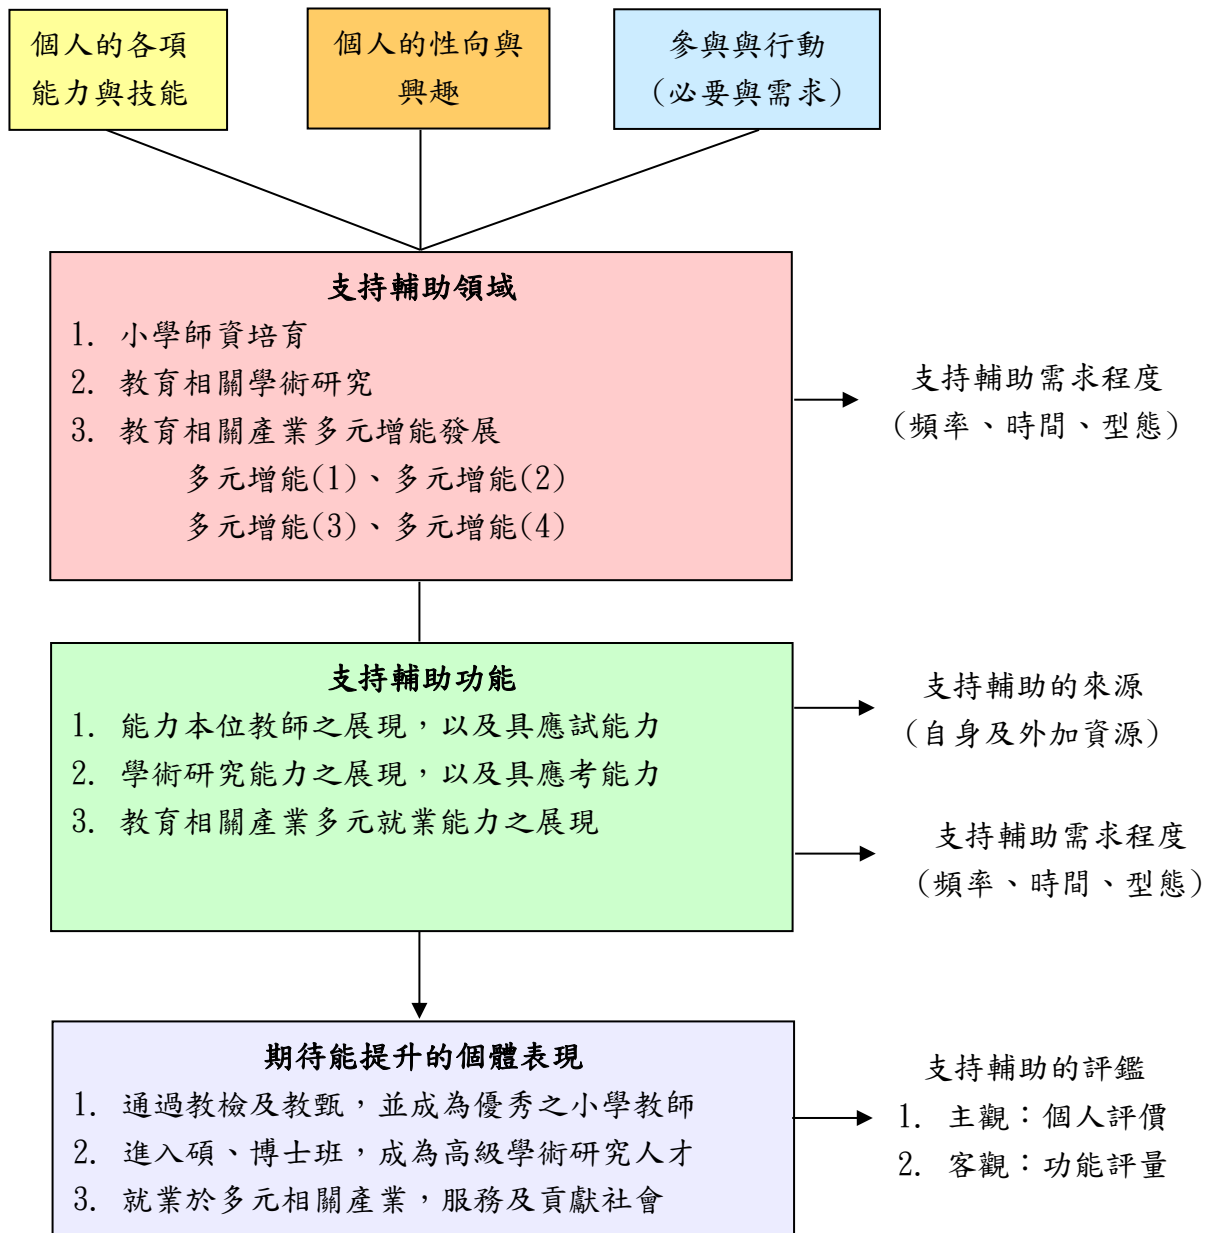 個人的各項
能力與技能
個人的性向與
興趣
參與與行動
(必要與需求)
支持輔助領域
1. 小學師資培育
2. 教育相關學術研究
3. 教育相關產業多元增能發展
多元增能(1)、多元增能(2)
多元增能(3)、多元增能(4)
支持輔助需求程度
(頻率、時間、型態)
支持輔助功能
1. 能力本位教師之展現，以及具應試能力
2. 學術研究能力之展現，以及具應考能力
3. 教育相關產業多元就業能力之展現
支持輔助的來源
(自身及外加資源)
支持輔助需求程度
(頻率、時間、型態)
期待能提升的個體表現
1. 通過教檢及教甄，並成為優秀之小學教師
2. 進入碩、博士班，成為高級學術研究人才
3. 就業於多元相關產業，服務及貢獻社會
支持輔助的評鑑
1. 主觀：個人評價
2. 客觀：功能評量